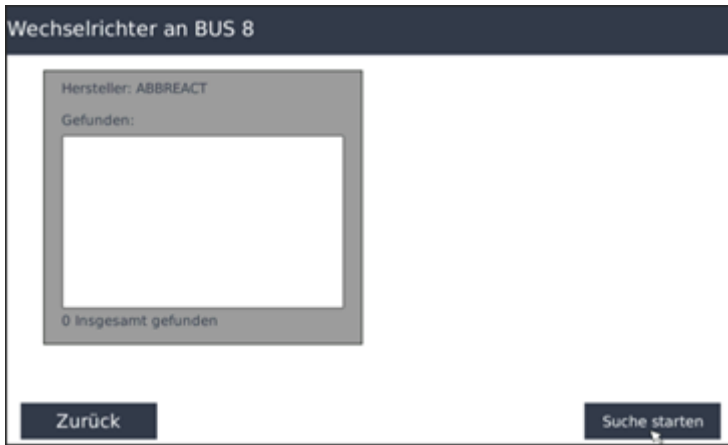 Wechselrichter an BUS 8
Hersteller: ABBREACT
Gefunden:
0 Insgesamt gefunden
Zurück
Suche starten